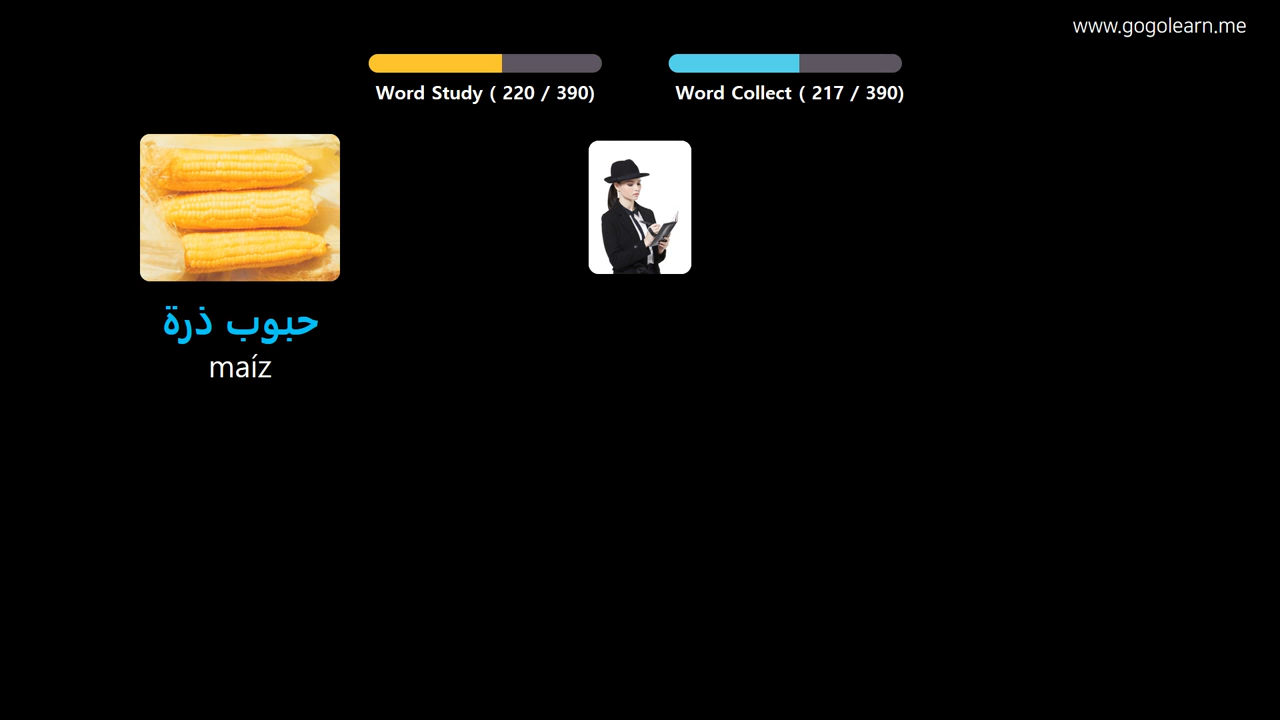 www.gogolearn.me
Word Study ( 220 / 390)
Word Collect ( 217 / 390)
حبوب ذرة
maíz